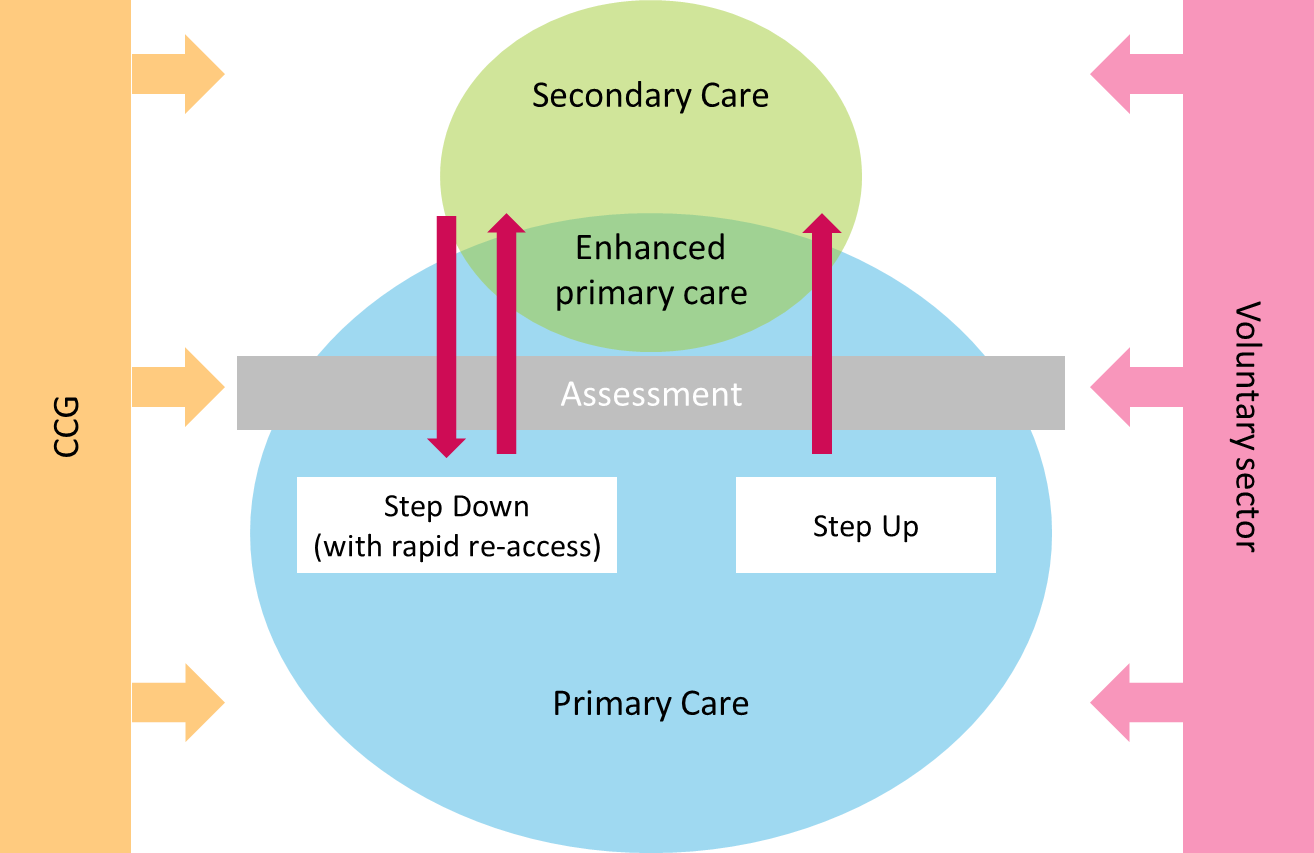 Secondary Care
Enhanced
primary care
Assessment
Step Down
(with rapid re-access)
Step Up
Primary Care
CCG
Voluntary sector